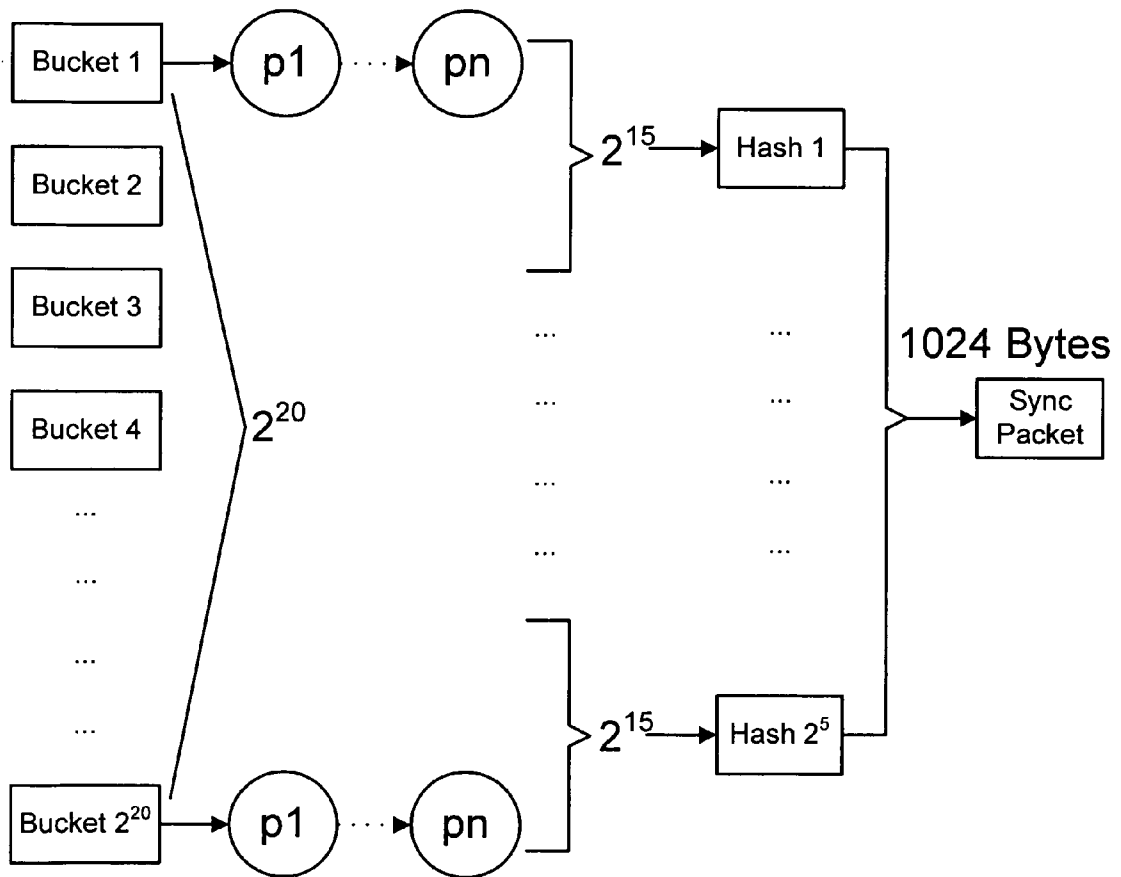 Bucket 1
p1
pn
2^15
Hash 1
Bucket 2
Bucket 3
...
...
1024 Bytes
Sync
Packet
Bucket 4
2^20
...
...
...
...
...
...
...
...
...
...
2^15
Hash 2^5
Bucket 2^20
p1
pn